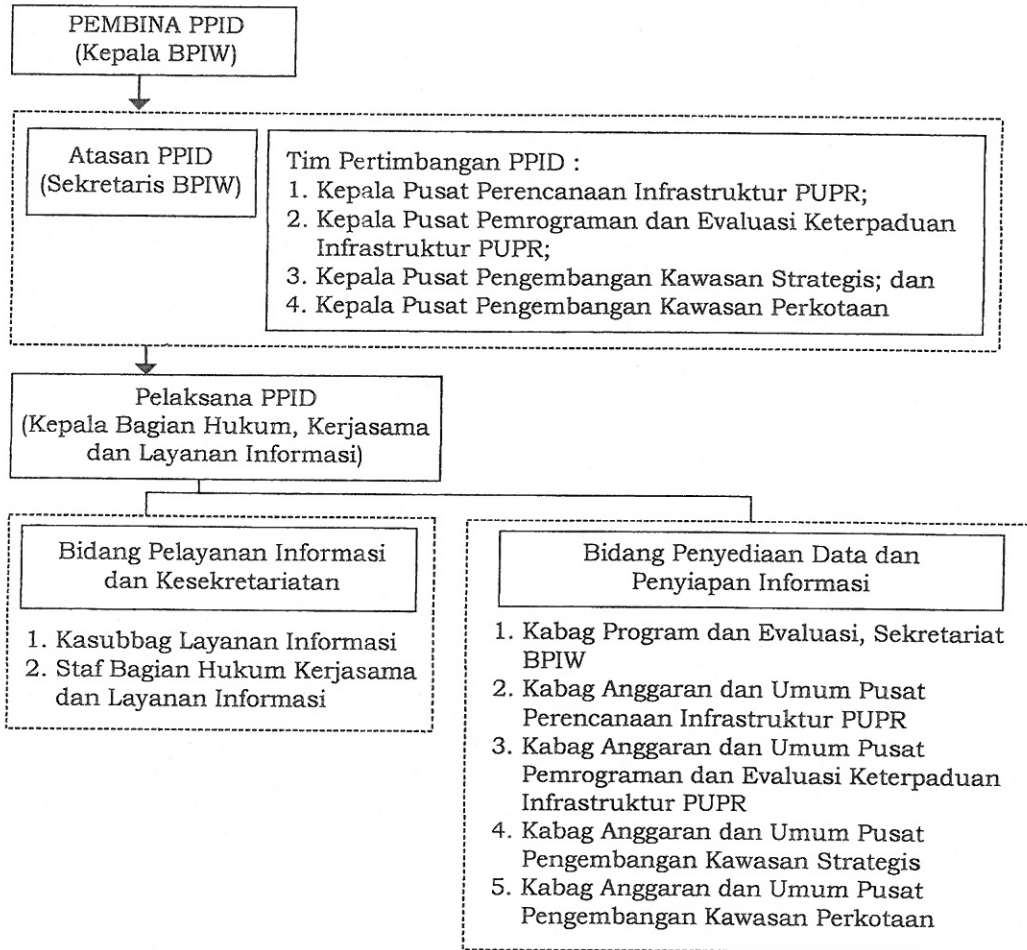 PEMBINA PPID
(Kepala BPIW)
Atasan PPID
(Sekretaris BPIW)
Tim Pertimbangan PPID :
1. Kepala Pusat Perencanaan Infrastruktur PUPR;
2. Kepala Pusat Pemrograman dan Evaluasi Keterpaduan
Infrastruktur PUPR;
3. Kepala Pusat Pengembangan Kawasan Strategis; dan
4. Kepala Pusat Pengembangan Kawasan Perkotaan
Pelaksana PPID
(Kepala Bagian Hukum, Kerjasama
dan Layanan Informasi)
Bidang Pelayanan Informasi
dan Kesekretariatan
1. Kasubbag Layanan Informasi
2. Staf Bagian Hukum Kerjasama
dan Layanan Informasi
Bidang Penyediaan Data dan
Penyiapan Informasi
1. Kabag Program dan Evaluasi, Sekretariat
BPIW
2. Kabag Anggaran dan Umum Pusat
Perencanaan Infrastruktur PUPR
3. Kabag Anggaran dan Umum Pusat
Pemrograman dan Evaluasi Keterpaduan
Infrastruktur PUPR
4. Kabag Anggaran dan Umum Pusat
Pengembangan Kawasan Strategis
5. Kabag Anggaran dan Umum Pusat
Pengembangan Kawasan Perkotaan